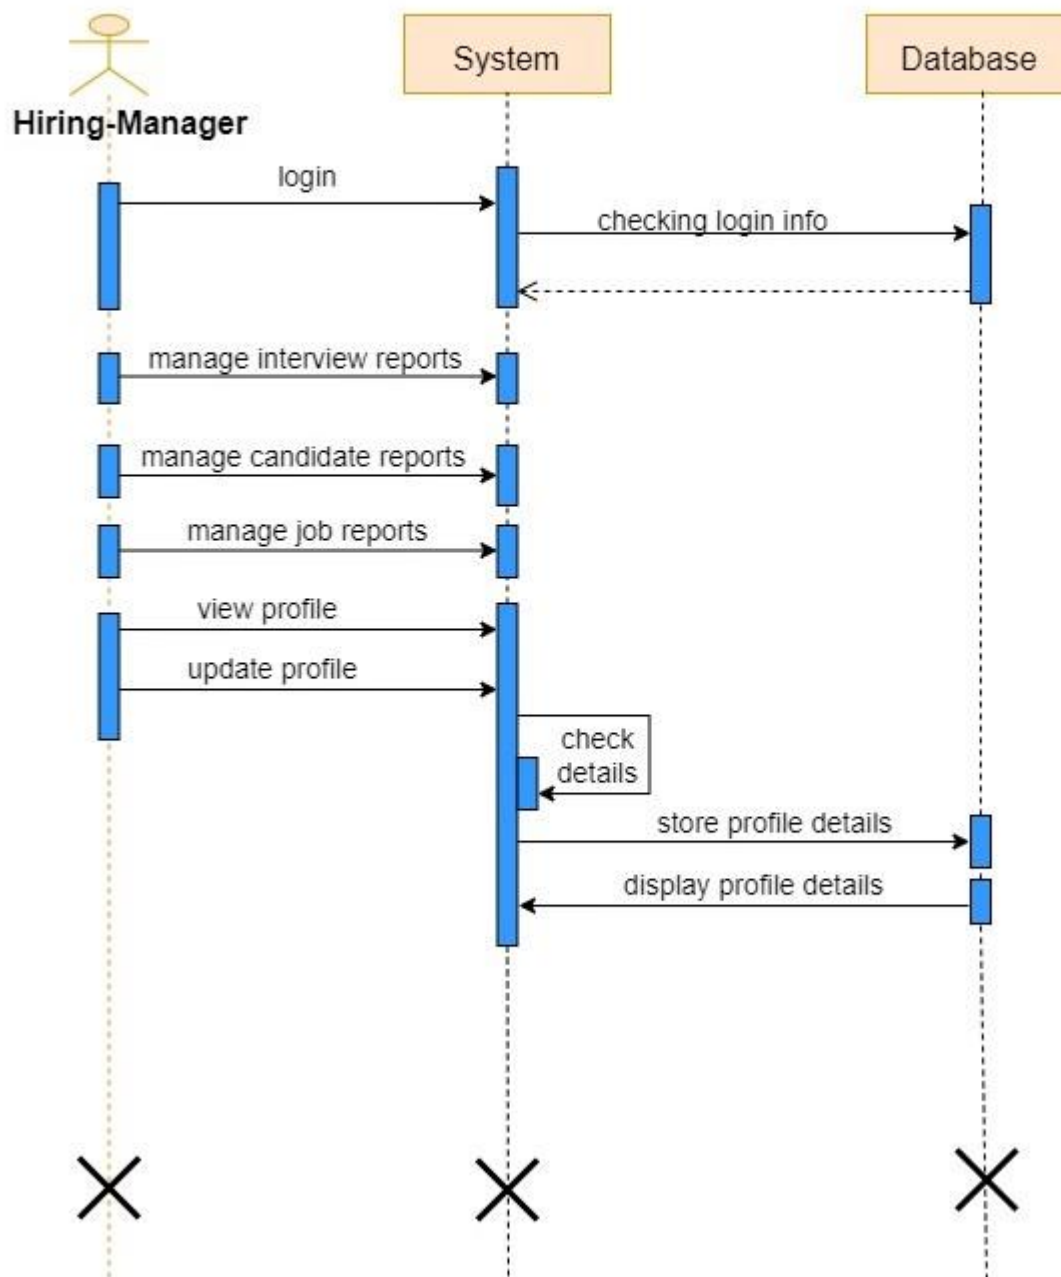 System
Database
Hiring-Manager
login
checking login info
manage interview reports
manage candidate reports
manage job reports
view profile
update profile
check
details
store profile details
display profile details